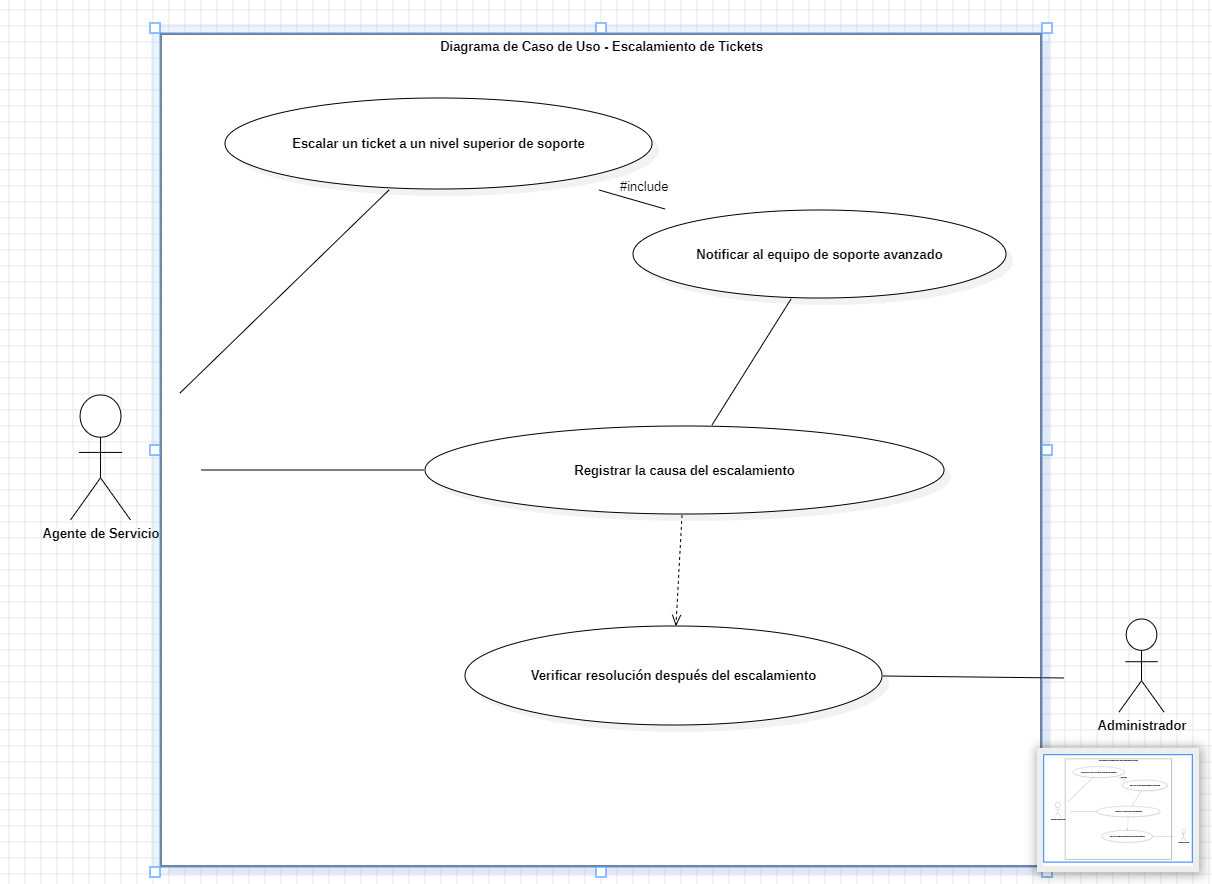 Diagrama de Caso de Uso - Escalamiento de Tickets
Escalar un ticket a un nivel superior de soporte
#include
Notificar al equipo de soporte avanzado
Registrar la causa del escalamiento
Agente de Servicio
Verificar resolución después del escalamiento
Administrador